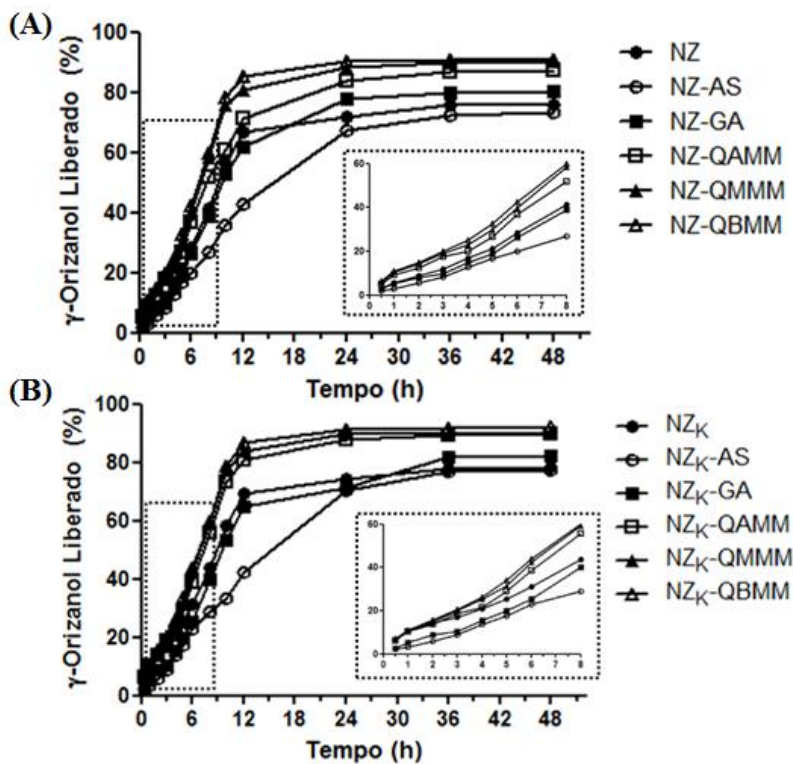 (A)
γ-Orizanol Liberado (%)
100
80
60
40
20
0
0 6 12 18 24 30 36 42 48
Tempo (h)
60
40
20
0
0 1 2 3 4 5 6 7 8
NZ
NZ-AS
NZ-GA
NZ-QAMM
NZ-QMMM
NZ-QBMM
(B)
γ-Orizanol Liberado (%)
100
80
60
40
20
0
0 6 12 18 24 30 36 42 48
Tempo (h)
60
40
20
0
0 1 2 3 4 5 6 7 8
NZK
NZK-AS
NZK-GA
NZK-QAMM
NZK-QMMM
NZK-QBMM